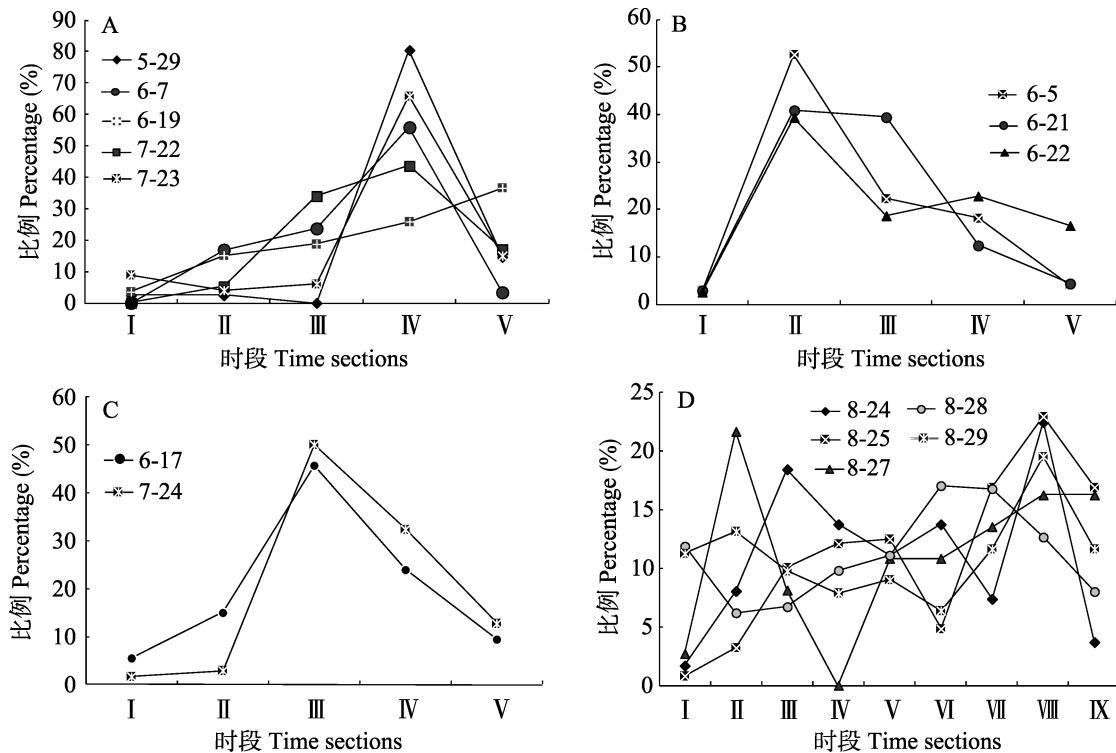 A
90
80
70
60
50
40
30
20
10
0
比例 Percentage (%)
5-29
6-7
6-19
7-22
7-23
Ⅰ Ⅱ Ⅲ Ⅳ Ⅴ
时段 Time sections
B
60
50
40
30
20
10
0
比例 Percentage (%)
6-5
6-21
6-22
Ⅰ Ⅱ Ⅲ Ⅳ Ⅴ
时段 Time sections
C
60
50
40
30
20
10
0
比例 Percentage (%)
6-17
7-24
Ⅰ Ⅱ Ⅲ Ⅳ Ⅴ
时段 Time sections
D
25
20
15
10
5
0
比例 Percentage (%)
8-24 8-28
8-25 8-29
8-27
Ⅰ Ⅱ Ⅲ Ⅳ Ⅴ Ⅵ Ⅶ Ⅷ Ⅸ
时段 Time sections